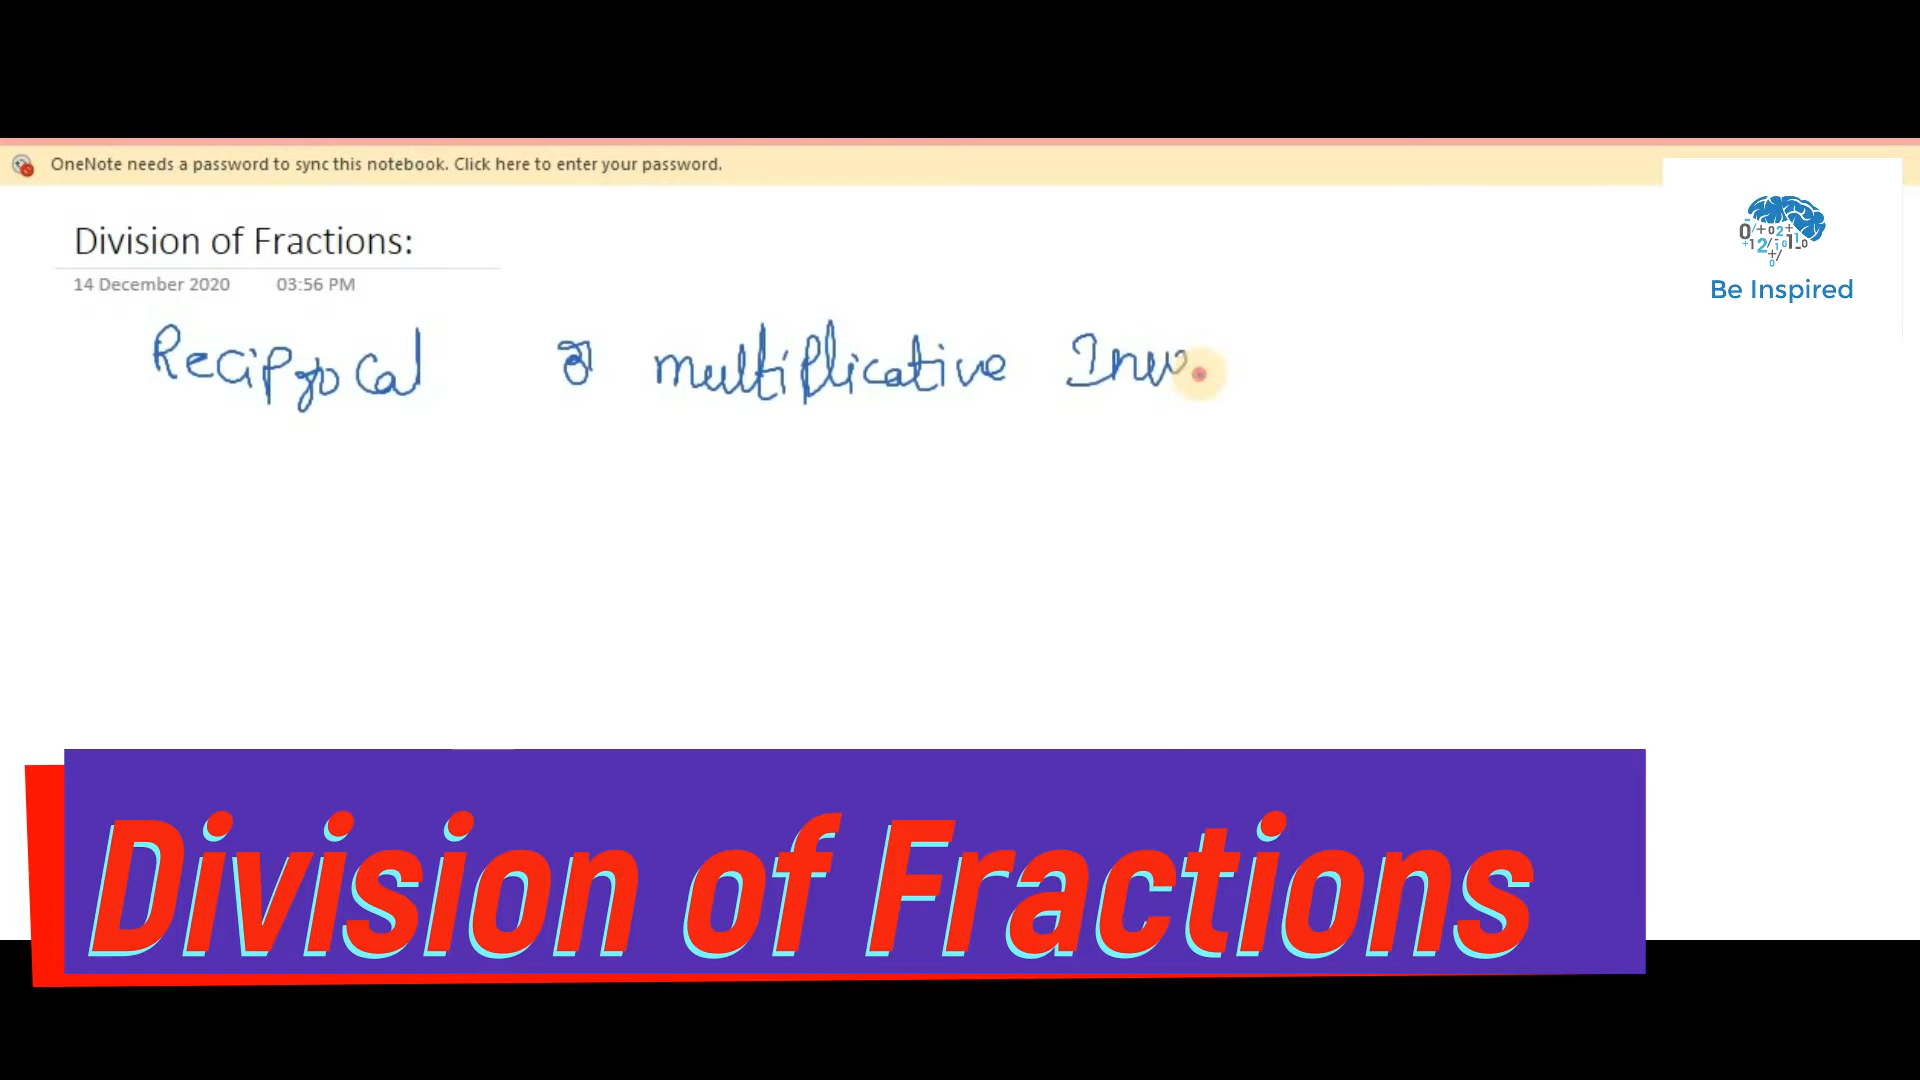 OneNote needs a password to sync this notebook. Click here to enter your password.
Be Inspired
Division of Fractions:
14 December 2020 03:56 PM
Reciprocal or multiplicative Inv
Division of Fractions